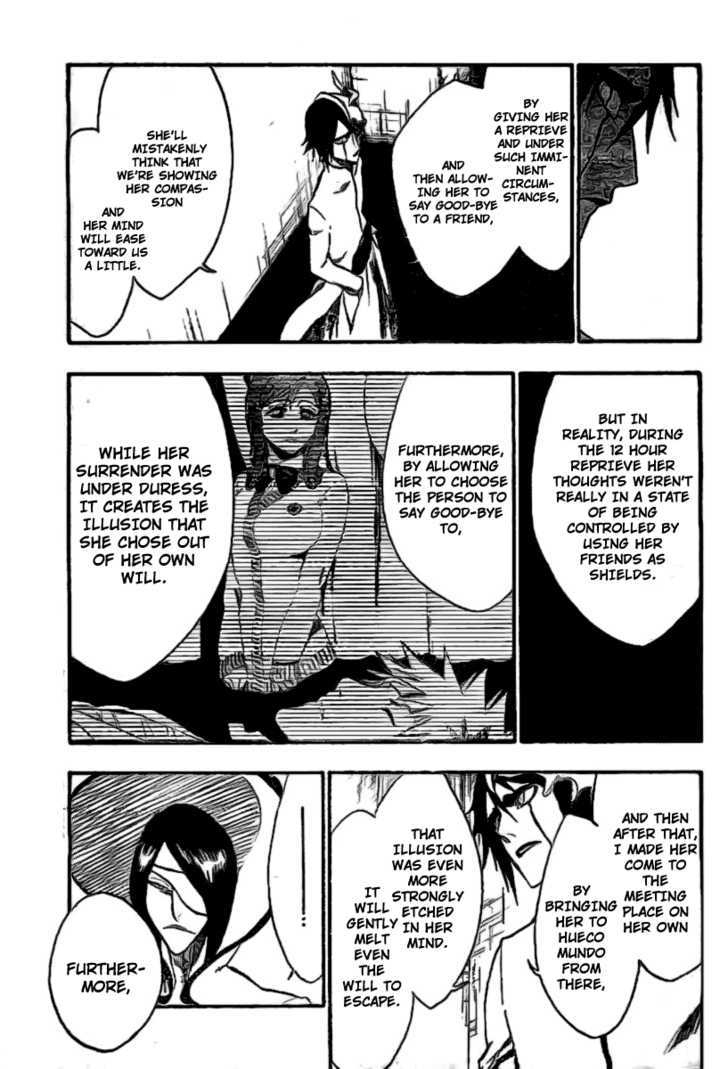 BY
GIVING HER
A REPRIEVE
AND UNDER
SUCH IMMI-
NENT
CIRCUM-
STANCES,
AND
THEN ALLOW-
ING HER TO
SAY GOOD-BYE
TO A FRIEND,
SHE'LL
MISTAKENLY
THINK THAT
WE'RE SHOWING
HER COMPAS-
SION
AND
HER MIND
WILL EASE
TOWARD US
A LITTLE.
BUT IN
REALITY, DURING
THE 12 HOUR
REPRIEVE HER
THOUGHTS WEREN'T
REALLY IN A STATE
OF BEING
CONTROLLED BY
USING HER
FRIENDS AS
SHIELDS.
FURTHERMORE,
BY ALLOWING
HER TO CHOOSE
THE PERSON TO
SAY GOOD-BYE
TO,
WHILE HER
SURRENDER WAS
UNDER DURESS,
IT CREATES THE
ILLUSION THAT
SHE CHOSE OUT
OF HER OWN
WILL.
AND THEN
AFTER THAT,
I MADE HER
COME TO
THE
MEETING
PLACE ON
HER OWN
BY
BRINGING
HER TO
HUECO
MUNDO
FROM
THERE,
THAT
ILLUSION
WAS EVEN
MORE
STRONGLY
ETCHED
IN HER
MIND.
IT
WILL
GENTLY
MELT
EVEN
THE
WILL TO
ESCAPE.
FURTHER-
MORE,